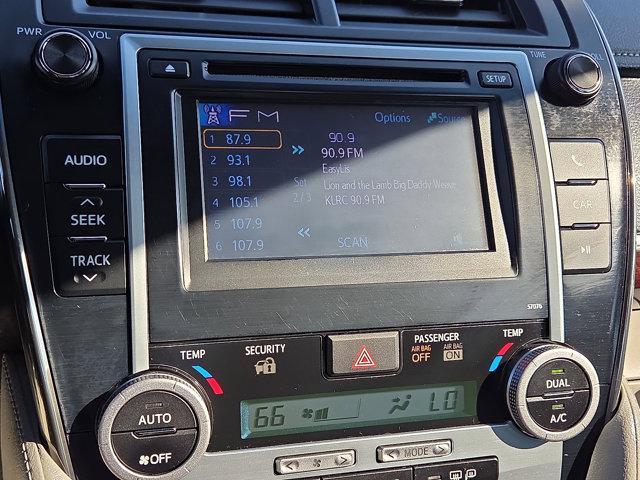 PWR VOL
TUNE SCROLL
SETUP
FM
Options Source
1 87.9
90.9
2 93.1
90.9 FM
EasyLis
3 98.1
Set
Lion and the Lamb Big Daddy Weave
4 105.1
2/3
KLRC 90.9 FM
5 107.9
6 107.9
SCAN
AUDIO
SEEK
TRACK
CAR
57076
TEMP
SECURITY
PASSENGER
AIR BAG OFF
AIR BAG ON
TEMP
AUTO
OFF
66
LO
DUAL
A/C
MODE